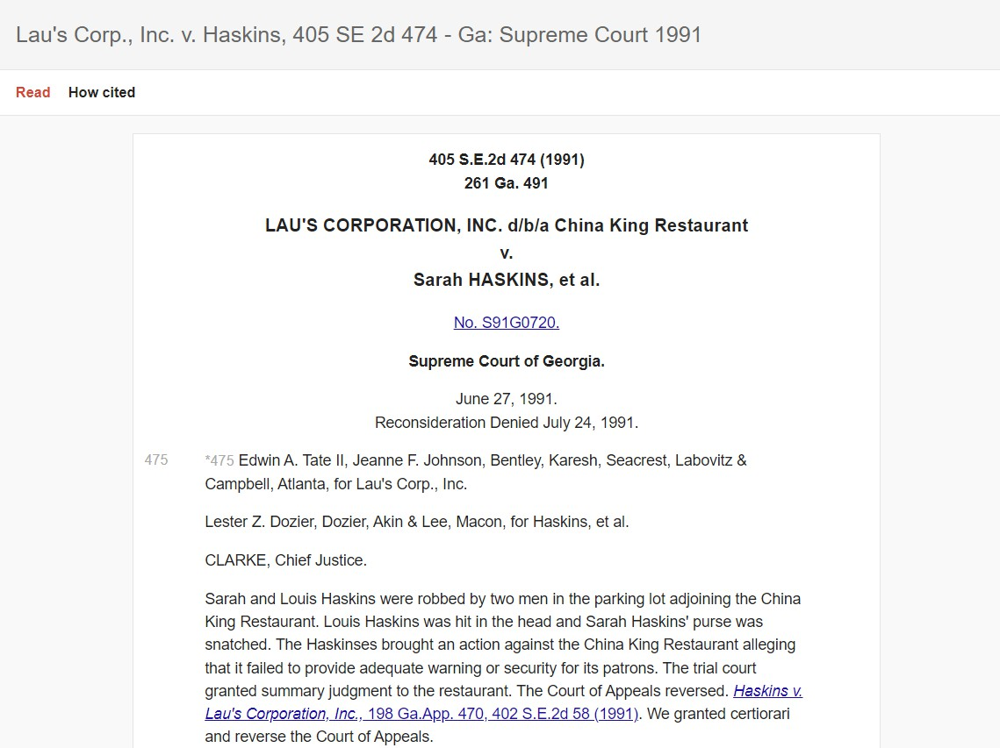 Lau's Corp., Inc. v. Haskins, 405 SE 2d 474 - Ga: Supreme Court 1991
Read How cited
405 S.E.2d 474 (1991)
261 Ga. 491
LAU'S CORPORATION, INC. d/b/a China King Restaurant
v.
Sarah HASKINS, et al.
No. S91G0720.
Supreme Court of Georgia.
June 27, 1991.
Reconsideration Denied July 24, 1991.
475 *475 Edwin A. Tate II, Jeanne F. Johnson, Bentley, Karesh, Seacrest, Labovitz &
Campbell, Atlanta, for Lau's Corp., Inc.
Lester Z. Dozier, Dozier, Akin & Lee, Macon, for Haskins, et al.
CLARKE, Chief Justice.
Sarah and Louis Haskins were robbed by two men in the parking lot adjoining the China
King Restaurant. Louis Haskins was hit in the head and Sarah Haskins' purse was
snatched. The Haskinses brought an action against the China King Restaurant alleging
that it failed to provide adequate warning or security for its patrons. The trial court
granted summary judgment to the restaurant. The Court of Appeals reversed. Haskins v.
Lau's Corporation, Inc., 198 Ga.App. 470, 402 S.E.2d 58 (1991). We granted certiorari
and reverse the Court of Appeals.